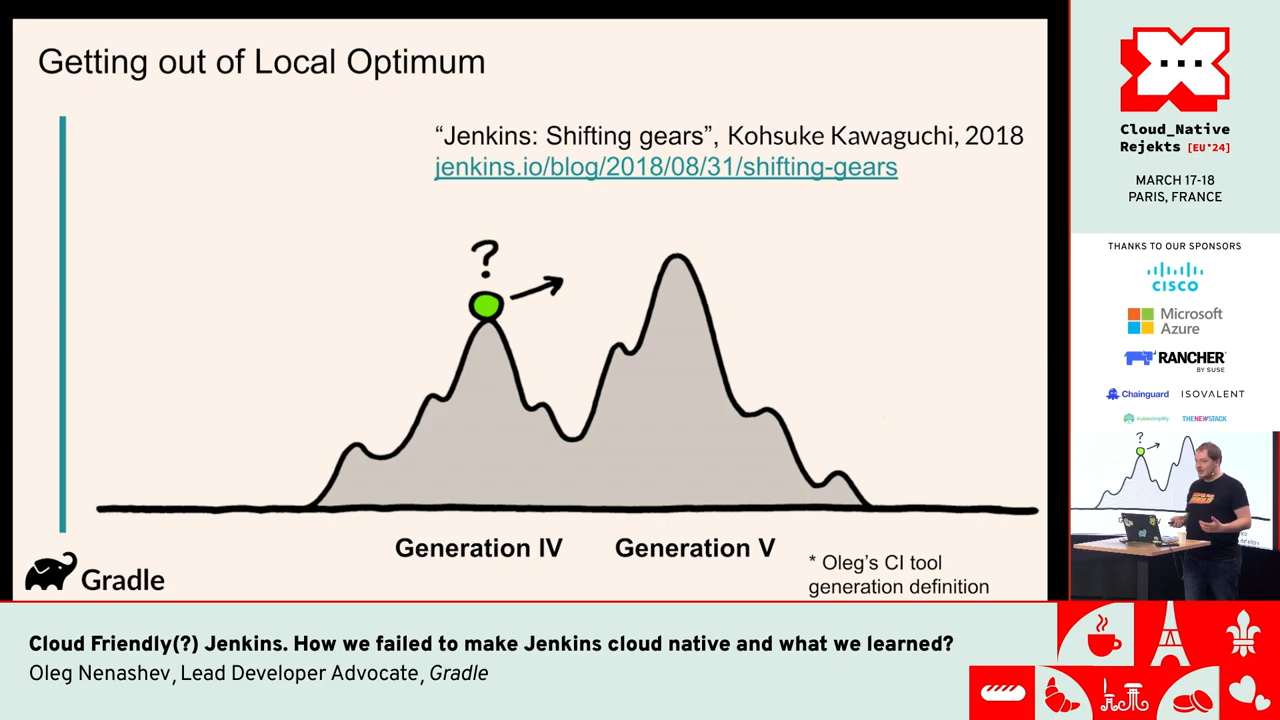 Getting out of Local Optimum
“Jenkins: Shifting gears”, Kohsuke Kawaguchi, 2018
jenkins.io/blog/2018/08/31/shifting-gears
?
Generation IV
Generation V
* Oleg’s CI tool
generation definition
Gradle
Cloud_Native
Rejekts [EU'24]
MARCH 17-18
PARIS, FRANCE
THANKS TO OUR SPONSORS
CISCO
Microsoft
Azure
RANCHER
BY SUSE
Chainguard
ISOVALENT
kubesimplify
THENEWSTACK
?
Cloud Friendly(?) Jenkins. How we failed to make Jenkins cloud native and what we learned?
Oleg Nenashev, Lead Developer Advocate, Gradle